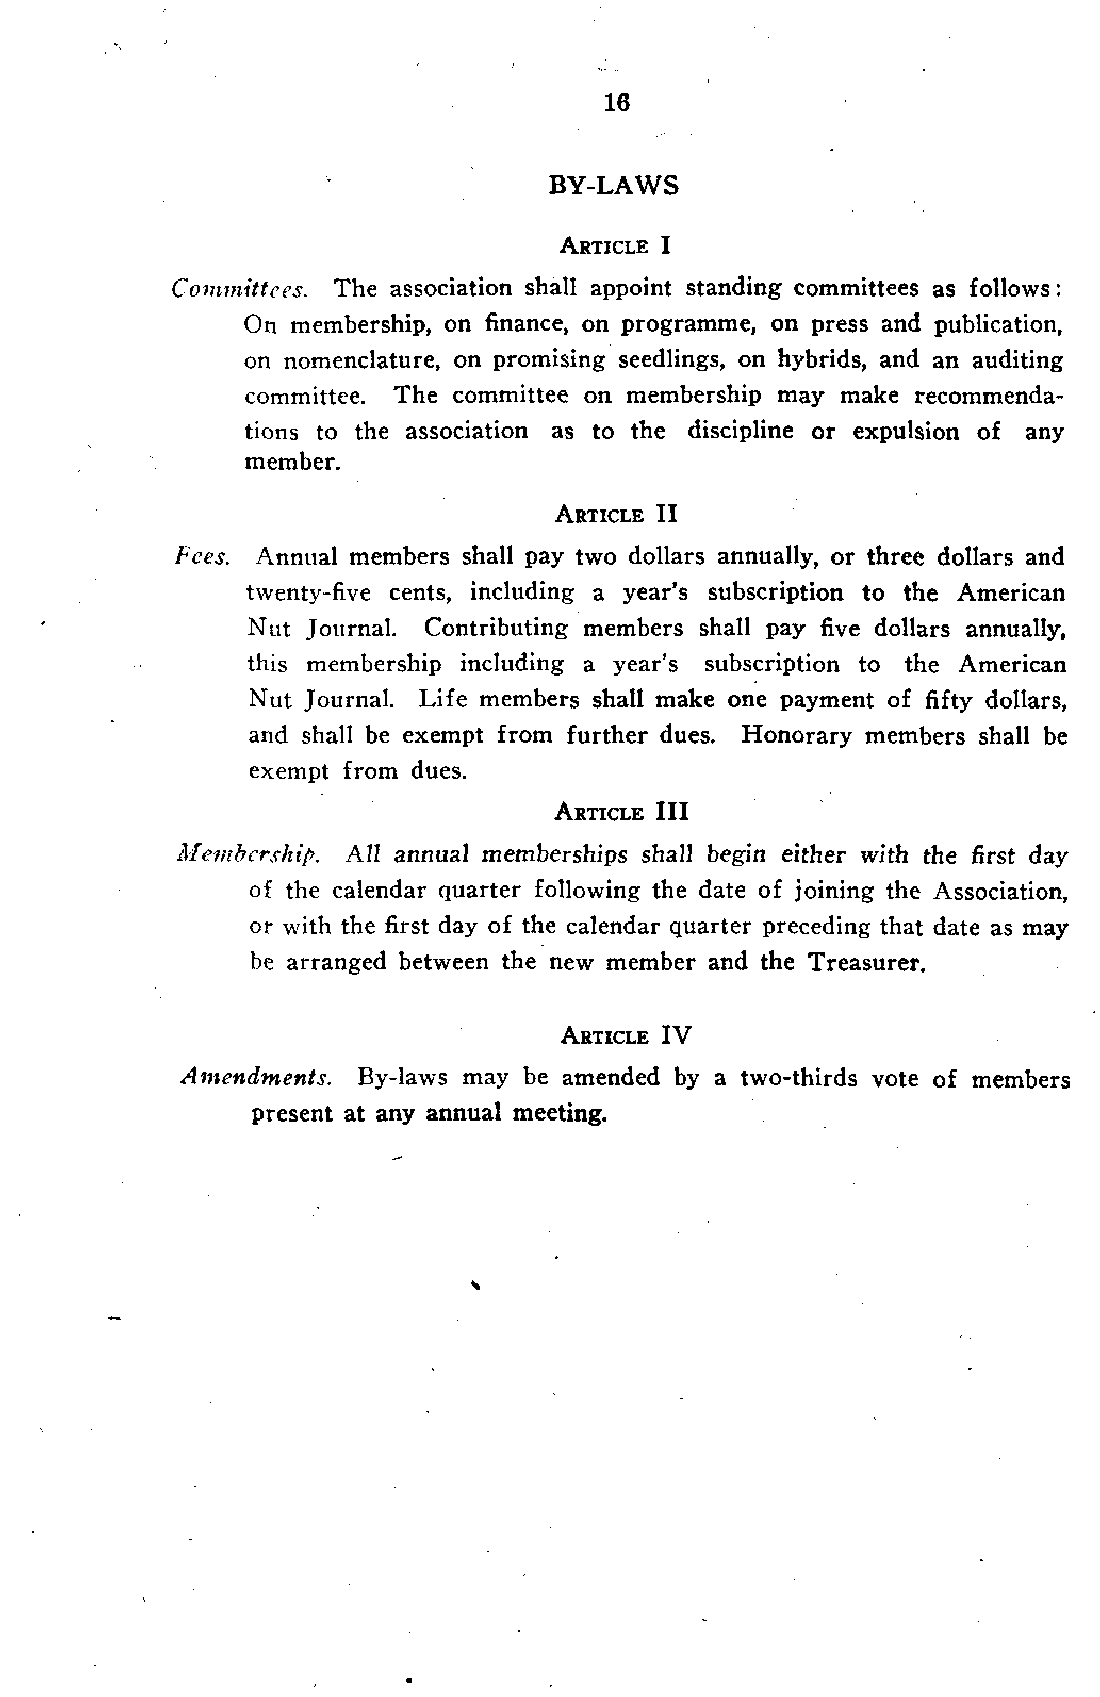 16
BY-LAWS
ARTICLE I
Committees. The association shall appoint standing committees as follows:
On membership, on finance, on programme, on press and publication,
on nomenclature, on promising seedlings, on hybrids, and an auditing
committee. The committee on membership may make recommenda-
tions to the association as to the discipline or expulsion of any
member.
ARTICLE II
Fees. Annual members shall pay two dollars annually, or three dollars and
twenty-five cents, including a year's subscription to the American
Nut Journal. Contributing members shall pay five dollars annually,
this membership including a year's subscription to the American
Nut Journal. Life members shall make one payment of fifty dollars,
and shall be exempt from further dues. Honorary members shall be
exempt from dues.
ARTICLE III
Membership. All annual memberships shall begin either with the first day
of the calendar quarter following the date of joining the Association,
or with the first day of the calendar quarter preceding that date as may
be arranged between the new member and the Treasurer.
ARTICLE IV
Amendments. By-laws may be amended by a two-thirds vote of members
present at any annual meeting.